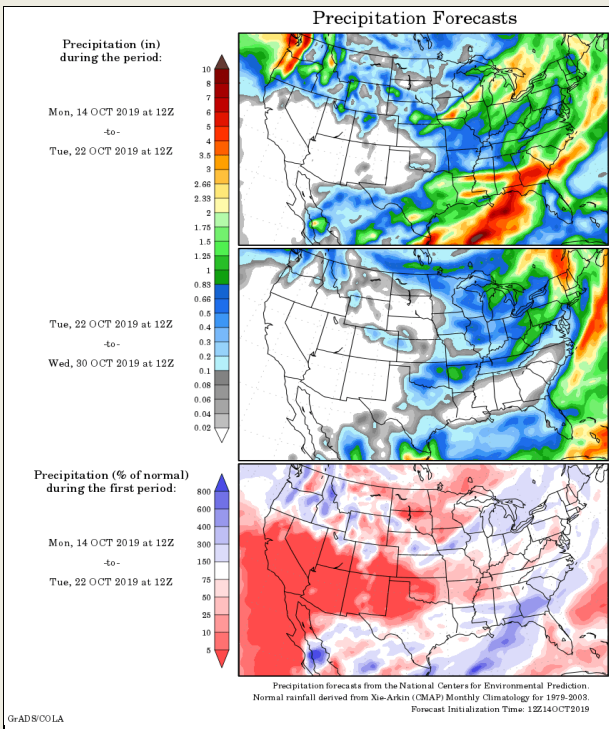 Precipitation Forecasts
Precipitation (in)
during the period:
Mon, 14 OCT 2019 at 12Z
-to-
Tue, 22 OCT 2019 at 12Z
10
8
7
6
5
4
3.5
3
2.66
2.33
2
1.75
1.5
1.25
1
0.83
0.66
0.5
0.4
0.3
0.2
0.1
0.08
0.06
0.04
0.02
Tue, 22 OCT 2019 at 12Z
-to-
Wed, 30 OCT 2019 at 12Z
Precipitation (% of normal)
during the first period:
Mon, 14 OCT 2019 at 12Z
-to-
Tue, 22 OCT 2019 at 12Z
800
600
400
300
150
75
50
25
10
5
Precipitation forecasts from the National Centers for Environmental Prediction.
Normal rainfall derived from Xie-Arkin (CMAP) Monthly Climatology for 1979-2003.
Forecast Initialization Time: 12Z14OCT2019
GrADS/COLA